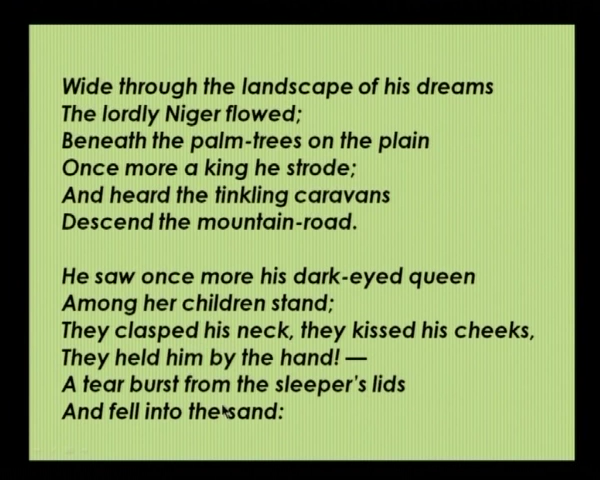 Wide through the landscape of his dreams
The lordly Niger flowed;
Beneath the palm-trees on the plain
Once more a king he strode;
And heard the tinkling caravans
Descend the mountain-road.
He saw once more his dark-eyed queen
Among her children stand;
They clasped his neck, they kissed his cheeks,
They held him by the hand! —
A tear burst from the sleeper's lids
And fell into the sand: